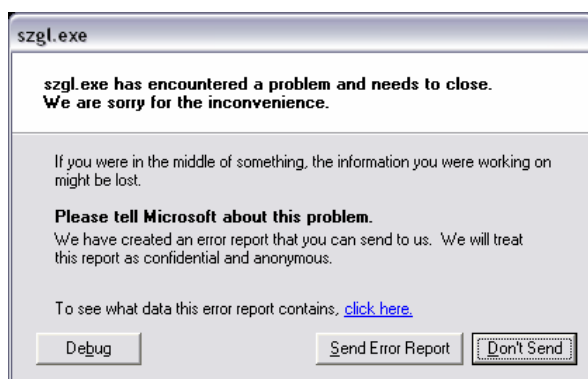 szgl.exe
szgl.exe has encountered a problem and needs to close.
We are sorry for the inconvenience.
If you were in the middle of something, the information you were working on
might be lost.
Please tell Microsoft about this problem.
We have created an error report that you can send to us.  We will treat
this report as confidential and anonymous.
To see what data this error report contains, click here.
Debug
Send Error Report
Don't Send